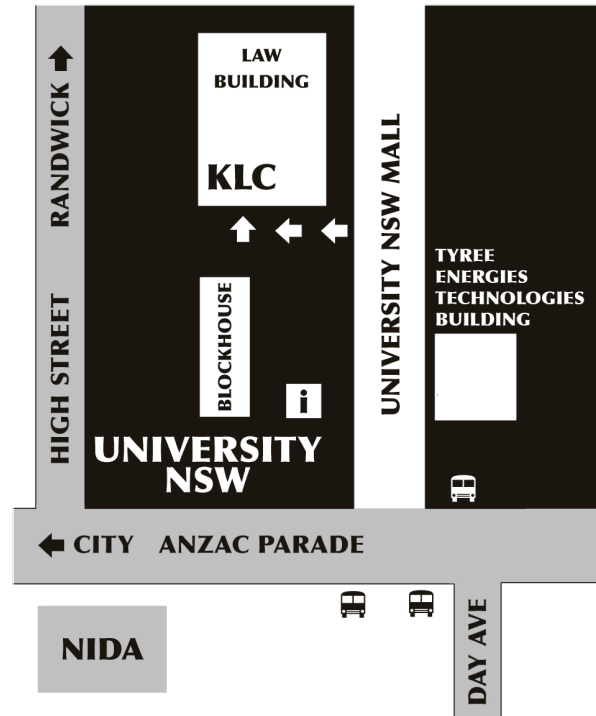 LAW
BUILDING
KLC
RANDWICK
HIGH STREET
UNIVERSITY NSW MALL
TYREE
ENERGIES
TECHNOLOGIES
BUILDING
BLOCKHOUSE
i
UNIVERSITY
NSW
CITY ANZAC PARADE
NIDA
DAY AVE